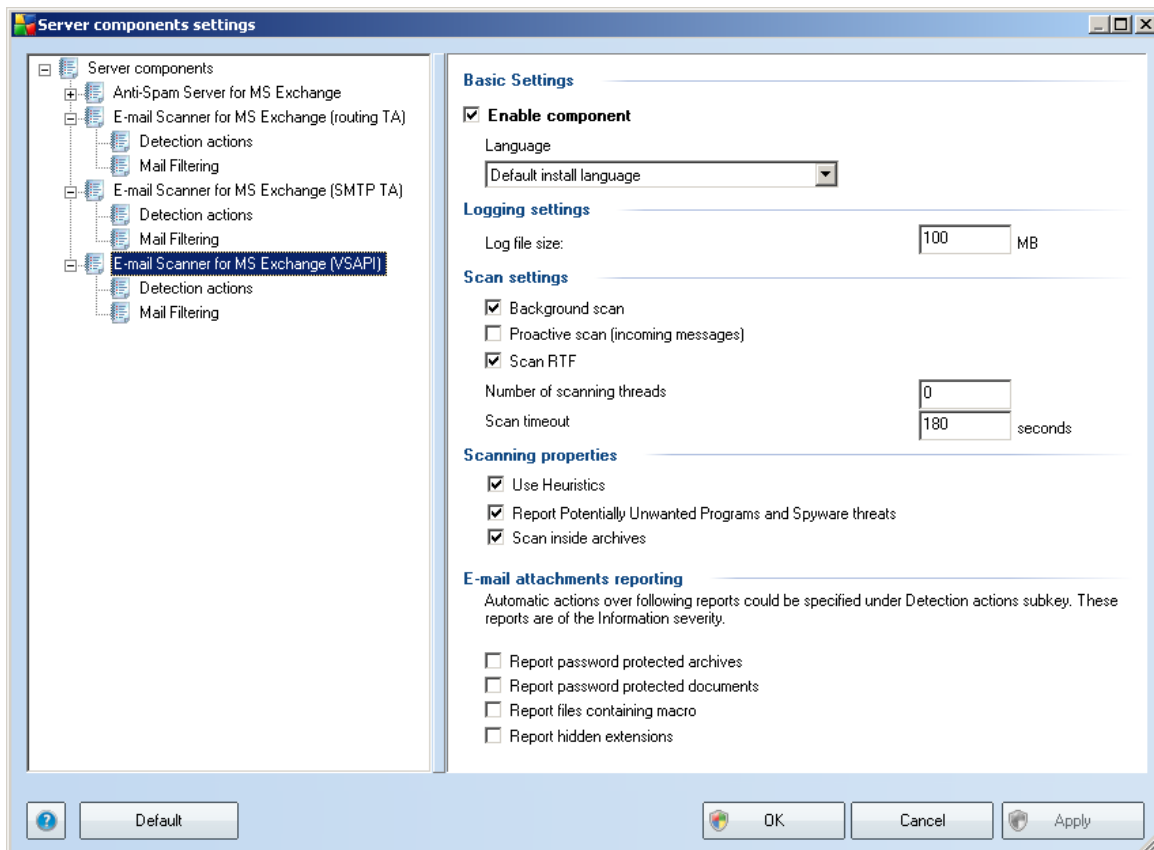 Server components settings
Server components
Anti-Spam Server for MS Exchange
E-mail Scanner for MS Exchange (routing TA)
Detection actions
Mail Filtering
E-mail Scanner for MS Exchange (SMTP TA)
Detection actions
Mail Filtering
E-mail Scanner for MS Exchange (VSAPI)
Detection actions
Mail Filtering
Basic Settings
Enable component
Language
Default install language
Logging settings
Log file size: 100 MB
Scan settings
Background scan
Proactive scan (incoming messages)
Scan RTF
Number of scanning threads 0
Scan timeout 180 seconds
Scanning properties
Use Heuristics
Report Potentially Unwanted Programs and Spyware threats
Scan inside archives
E-mail attachments reporting
Automatic actions over following reports could be specified under Detection actions subkey. These
reports are of the Information severity.
Report password protected archives
Report password protected documents
Report files containing macro
Report hidden extensions
? Default OK Cancel Apply